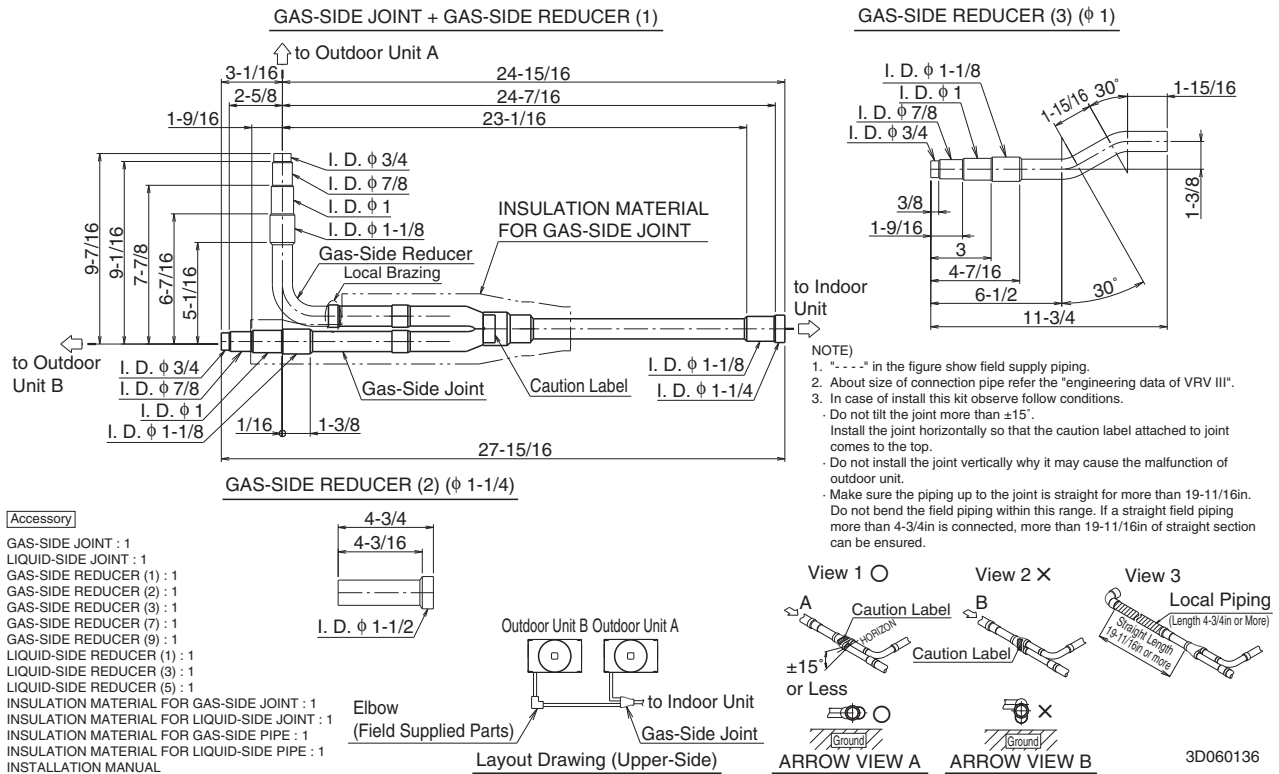 GAS-SIDE JOINT + GAS-SIDE REDUCER (1)
to Outdoor Unit A
3-1/16
24-15/16
2-5/8
24-7/16
1-9/16
23-1/16
I. D. ϕ 3/4
I. D. ϕ 7/8
I. D. ϕ 1
I. D. ϕ 1-1/8
9-7/16
9-1/16
7-7/8
6-7/16
5-1/16
INSULATION MATERIAL
FOR GAS-SIDE JOINT
Gas-Side Reducer
Local Brazing
to Indoor
Unit
to Outdoor
Unit B
I. D. ϕ 3/4
I. D. ϕ 7/8
I. D. ϕ 1
I. D. ϕ 1-1/8
Gas-Side Joint
Caution Label
I. D. ϕ 1-1/8
I. D. ϕ 1-1/4
1/16
1-3/8
27-15/16
GAS-SIDE REDUCER (3) (ϕ 1)
I. D. ϕ 1-1/8
I. D. ϕ 1
I. D. ϕ 7/8
I. D. ϕ 3/4
1-15/16
30°
1-15/16
1-3/8
3/8
1-9/16
3
4-7/16
6-1/2
30°
11-3/4
NOTE)
1. "- - - -" in the figure show field supply piping.
2. About size of connection pipe refer the "engineering data of VRV III".
3. In case of install this kit observe follow conditions.
· Do not tilt the joint more than ±15°.
Install the joint horizontally so that the caution label attached to joint
comes to the top.
· Do not install the joint vertically why it may cause the malfunction of
outdoor unit.
· Make sure the piping up to the joint is straight for more than 19-11/16in.
Do not bend the field piping within this range. If a straight field piping
more than 4-3/4in is connected, more than 19-11/16in of straight section
can be ensured.
GAS-SIDE REDUCER (2) (ϕ 1-1/4)
4-3/4
4-3/16
I. D. ϕ 1-1/2
Accessory
GAS-SIDE JOINT : 1
LIQUID-SIDE JOINT : 1
GAS-SIDE REDUCER (1) : 1
GAS-SIDE REDUCER (2) : 1
GAS-SIDE REDUCER (3) : 1
GAS-SIDE REDUCER (7) : 1
GAS-SIDE REDUCER (9) : 1
LIQUID-SIDE REDUCER (1) : 1
LIQUID-SIDE REDUCER (3) : 1
LIQUID-SIDE REDUCER (5) : 1
INSULATION MATERIAL FOR GAS-SIDE JOINT : 1
INSULATION MATERIAL FOR LIQUID-SIDE JOINT : 1
INSULATION MATERIAL FOR GAS-SIDE PIPE : 1
INSULATION MATERIAL FOR LIQUID-SIDE PIPE : 1
INSTALLATION MANUAL
Outdoor Unit B Outdoor Unit A
to Indoor Unit
Elbow
(Field Supplied Parts)
Gas-Side Joint
Layout Drawing (Upper-Side)
View 1 ○
A
Caution Label
HORIZON
±15°
or Less
○
Ground
ARROW VIEW A
View 2 ×
B
Caution Label
×
Ground
ARROW VIEW B
View 3
Local Piping
(Length 4-3/4in or More)
Straight Length
19-11/16in or more
3D060136